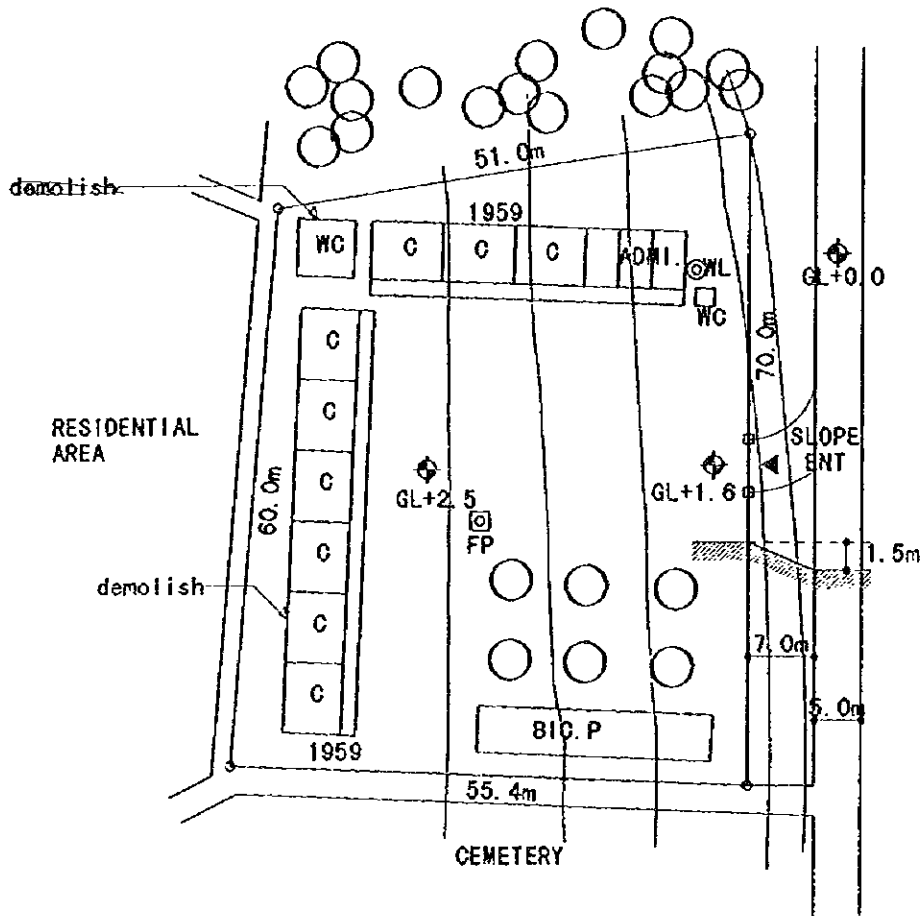 51.0m
demolish
1959
WC
C
C
C
ADMI.
WL
WC
GL+0.0
C
C
C
C
C
C
70.0m
RESIDENTIAL
AREA
SLOPE
ENT
GL+2.5
GL+1.6
60.0m
FP
1.5m
demolish
7.0m
5.0m
BIC.P
1959
55.4m
CEMETERY